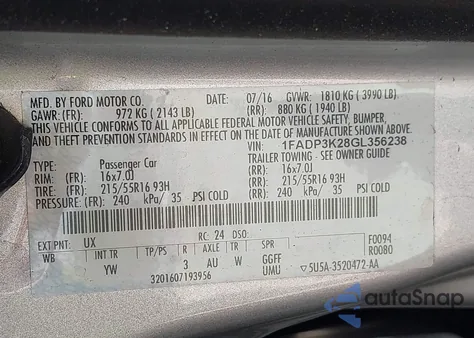 MFD. BY FORD MOTOR CO. DATE: 07/16 GVWR: 1810 KG ( 3990 LB)
GAWR: (FR): 972 KG ( 2143 LB) (RR): 880 KG ( 1940 LB)
THIS VEHICLE CONFORMS TO ALL APPLICABLE FEDERAL SAFETY, BUMPER,
AND THEFT PREVENTION STANDARDS IN EFFECT ON THE DATE OF MANUFACTURE SHOWN ABOVE.
VIN: 1FADP3K28GL356238
TYPE: Passenger Car TRAILER TOWING - SEE OWNER GUIDE
RIM: (FR): 16x7.0J (RR): 16x7.0J
TIRE: (FR): 215/55R16 93H (RR): 215/55R16 93H
PRESSURE: (FR): 240 kPa/ 35 PSI COLD (RR): 240 kPa/ 35 PSI COLD
RC: 24 DSO:
EXT PNT: UX F0094
WB INT TR TP/PS R AXLE TR SPR R0080
YW 3 AU W GGFF
3201607193956 UMU ▽5U5A-3520472-AA
autoSnap